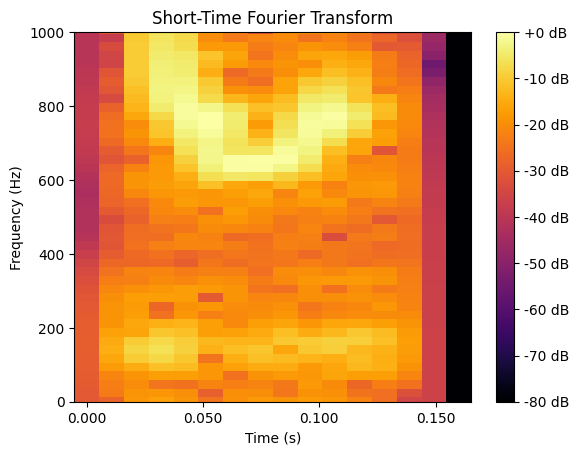 Short-Time Fourier Transform
1000
800
600
400
200
0
Frequency (Hz)
0.000
0.050
0.100
0.150
Time (s)
+0 dB
-10 dB
-20 dB
-30 dB
-40 dB
-50 dB
-60 dB
-70 dB
-80 dB